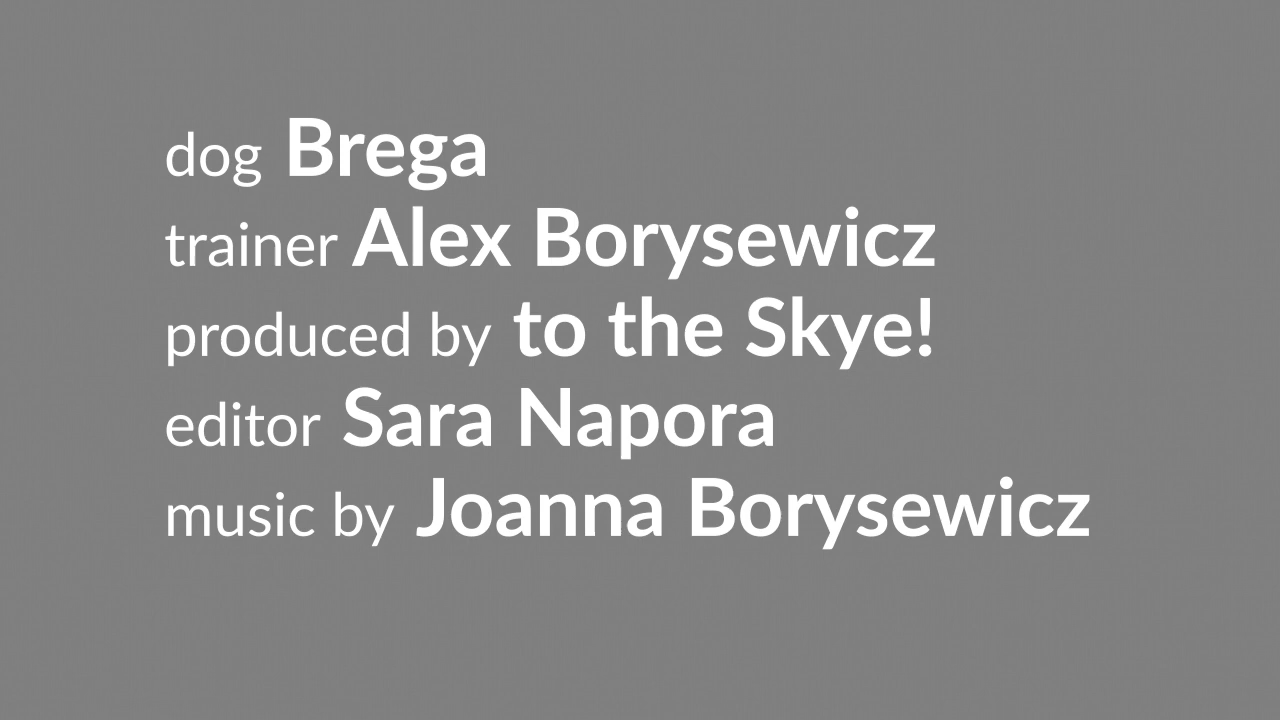 dog Brega
trainer Alex Borysewicz
produced by to the Skye!
editor Sara Napora
music by Joanna Borysewicz